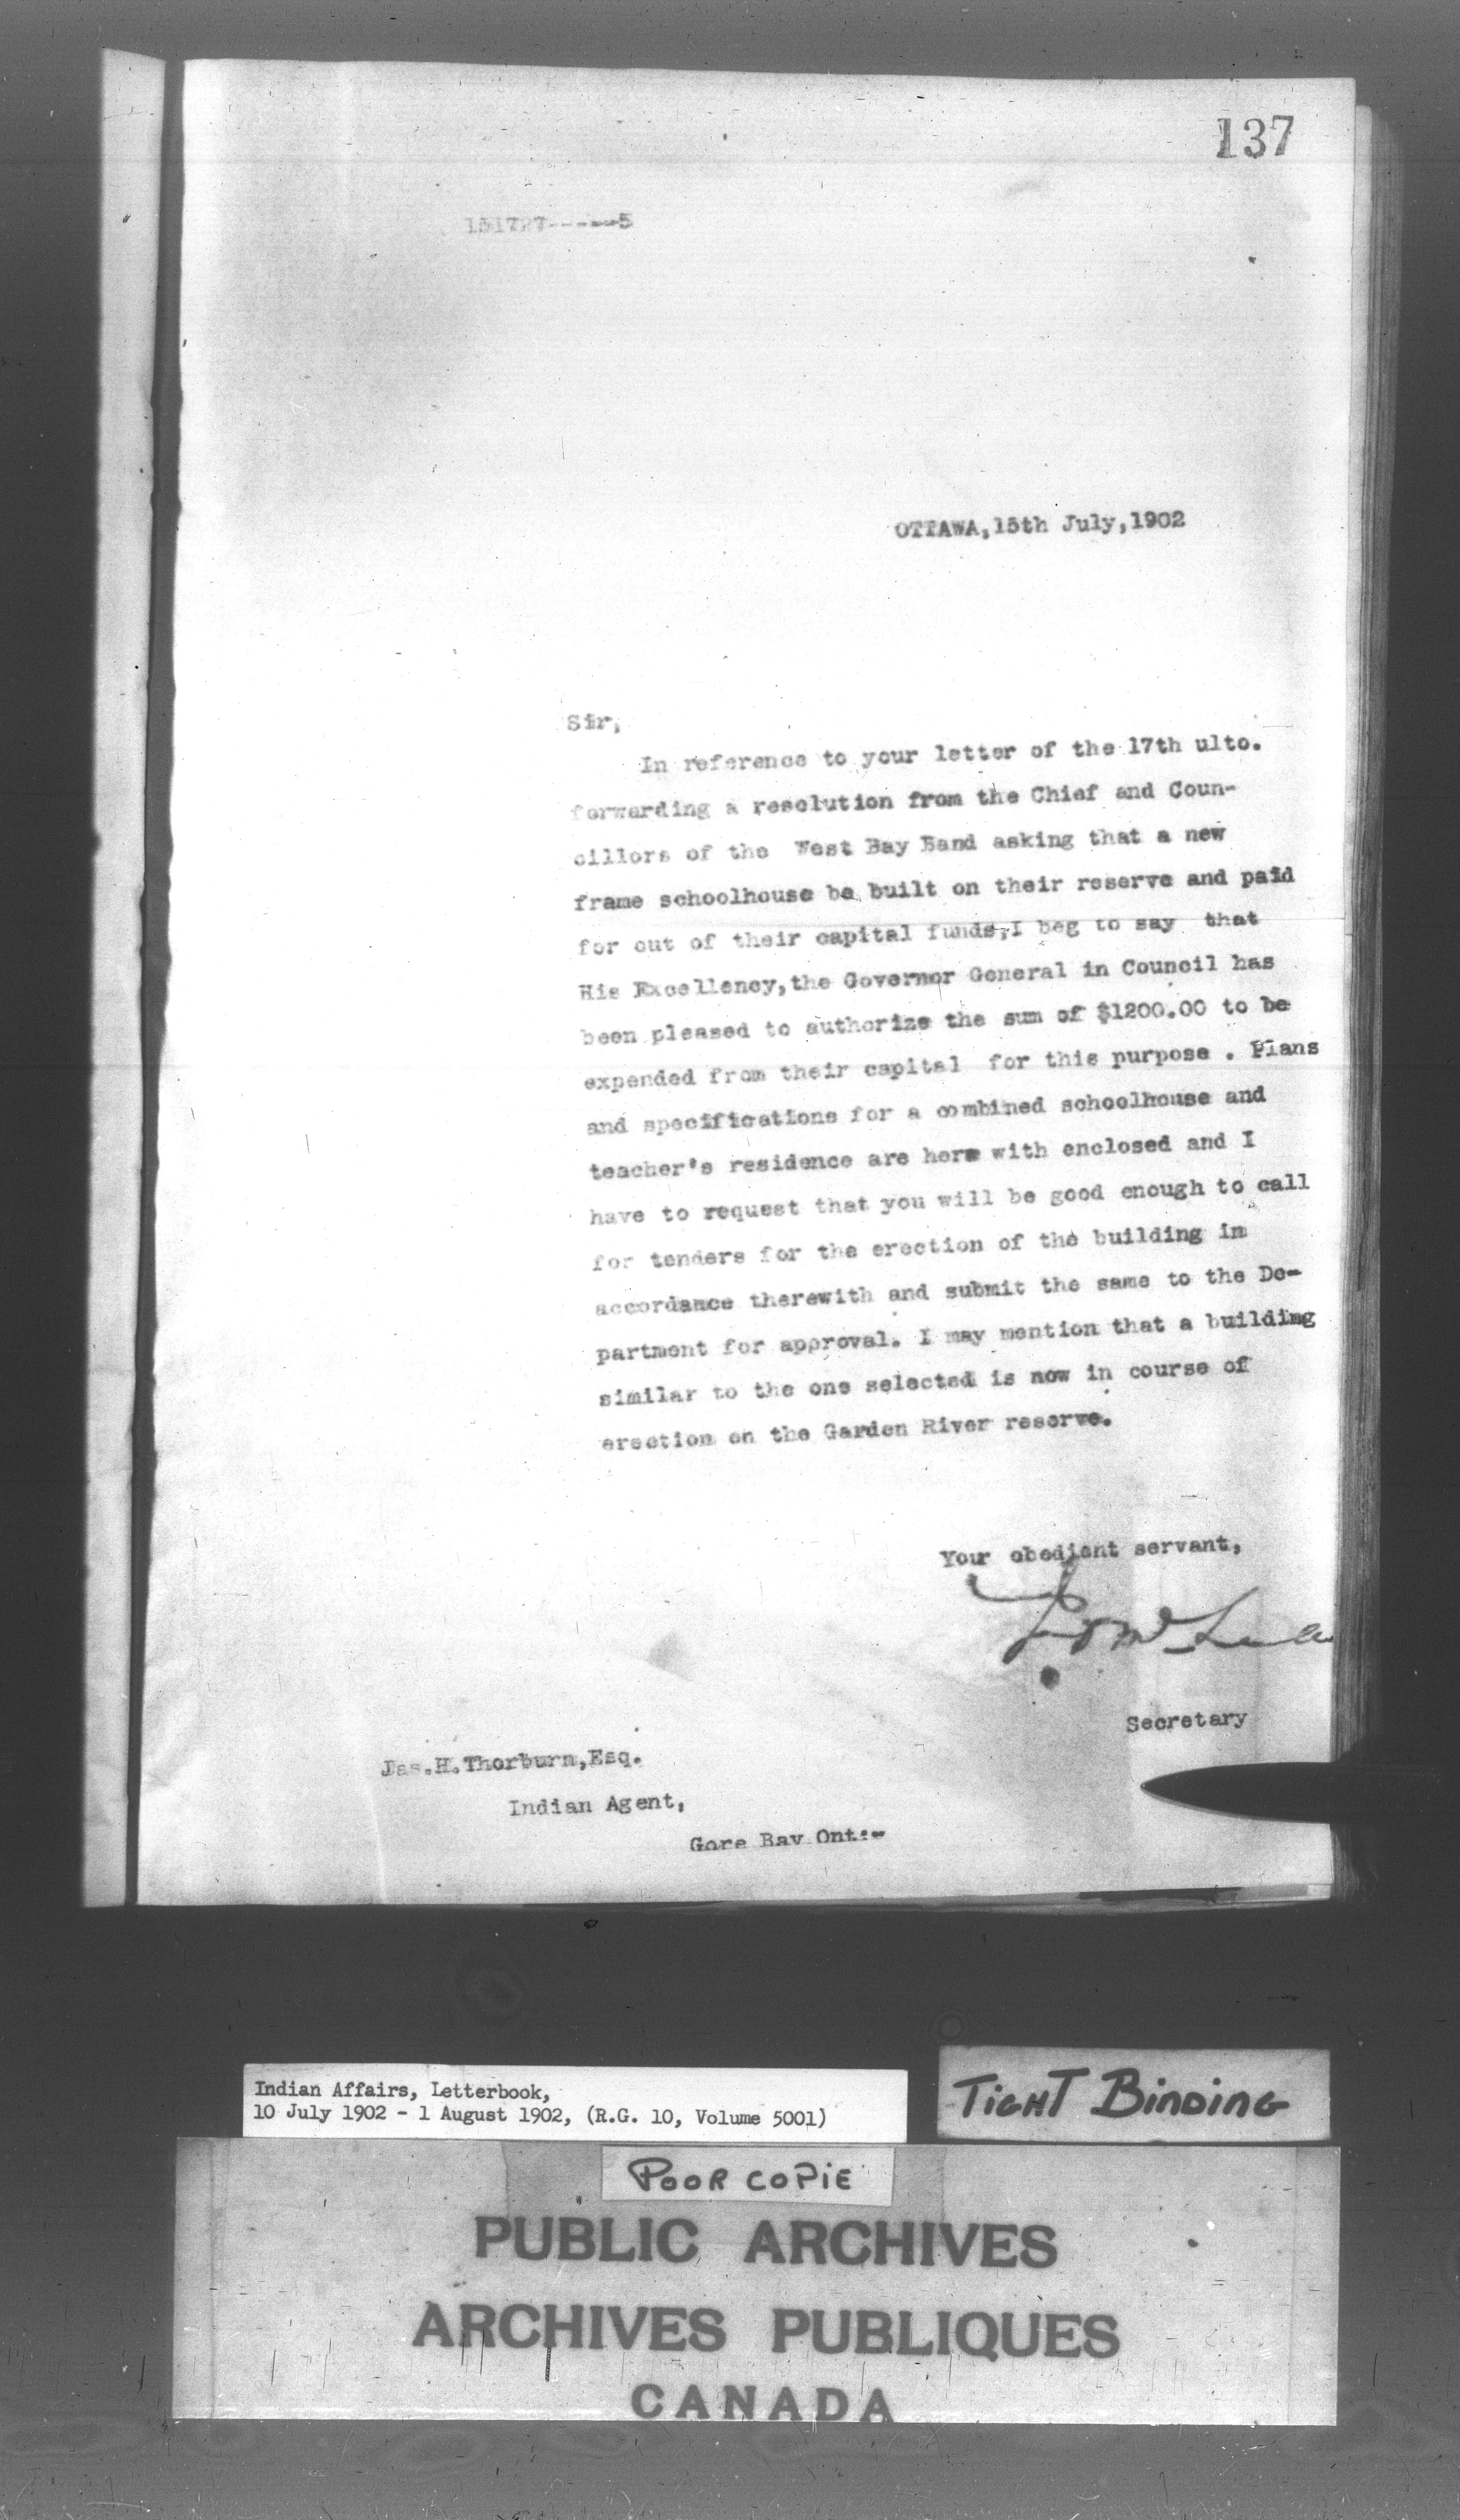 137
151727-----5
OTTAWA,15th July,1902
Sir,
In reference to your letter of the 17th ulto.
forwarding a resolution from the Chief and Coun-
cillors of the West Bay Band asking that a new
frame schoolhouse be built on their reserve and paid
for out of their capital funds,I beg to say that
His Excellency,the Governor General in Council has
been pleased to authorize the sum of $1200.00 to be
expended from their capital for this purpose . Plans
and specifications for a combined schoolhouse and
teacher's residence are here with enclosed and I
have to request that you will be good enough to call
for tenders for the erection of the building in
accordance therewith and submit the same to the De-
partment for approval. I may mention that a building
similar to the one selected is now in course of
erection on the Garden River reserve.
Your obedient servant,
Secretary
Jas.H.Thorburn,Esq.
Indian Agent,
Gore Bay Ont:-
Indian Affairs, Letterbook,
10 July 1902 - 1 August 1902, (R.G. 10, Volume 5001)
TIGHT BINDING
POOR COPIE
PUBLIC ARCHIVES
ARCHIVES PUBLIQUES
CANADA